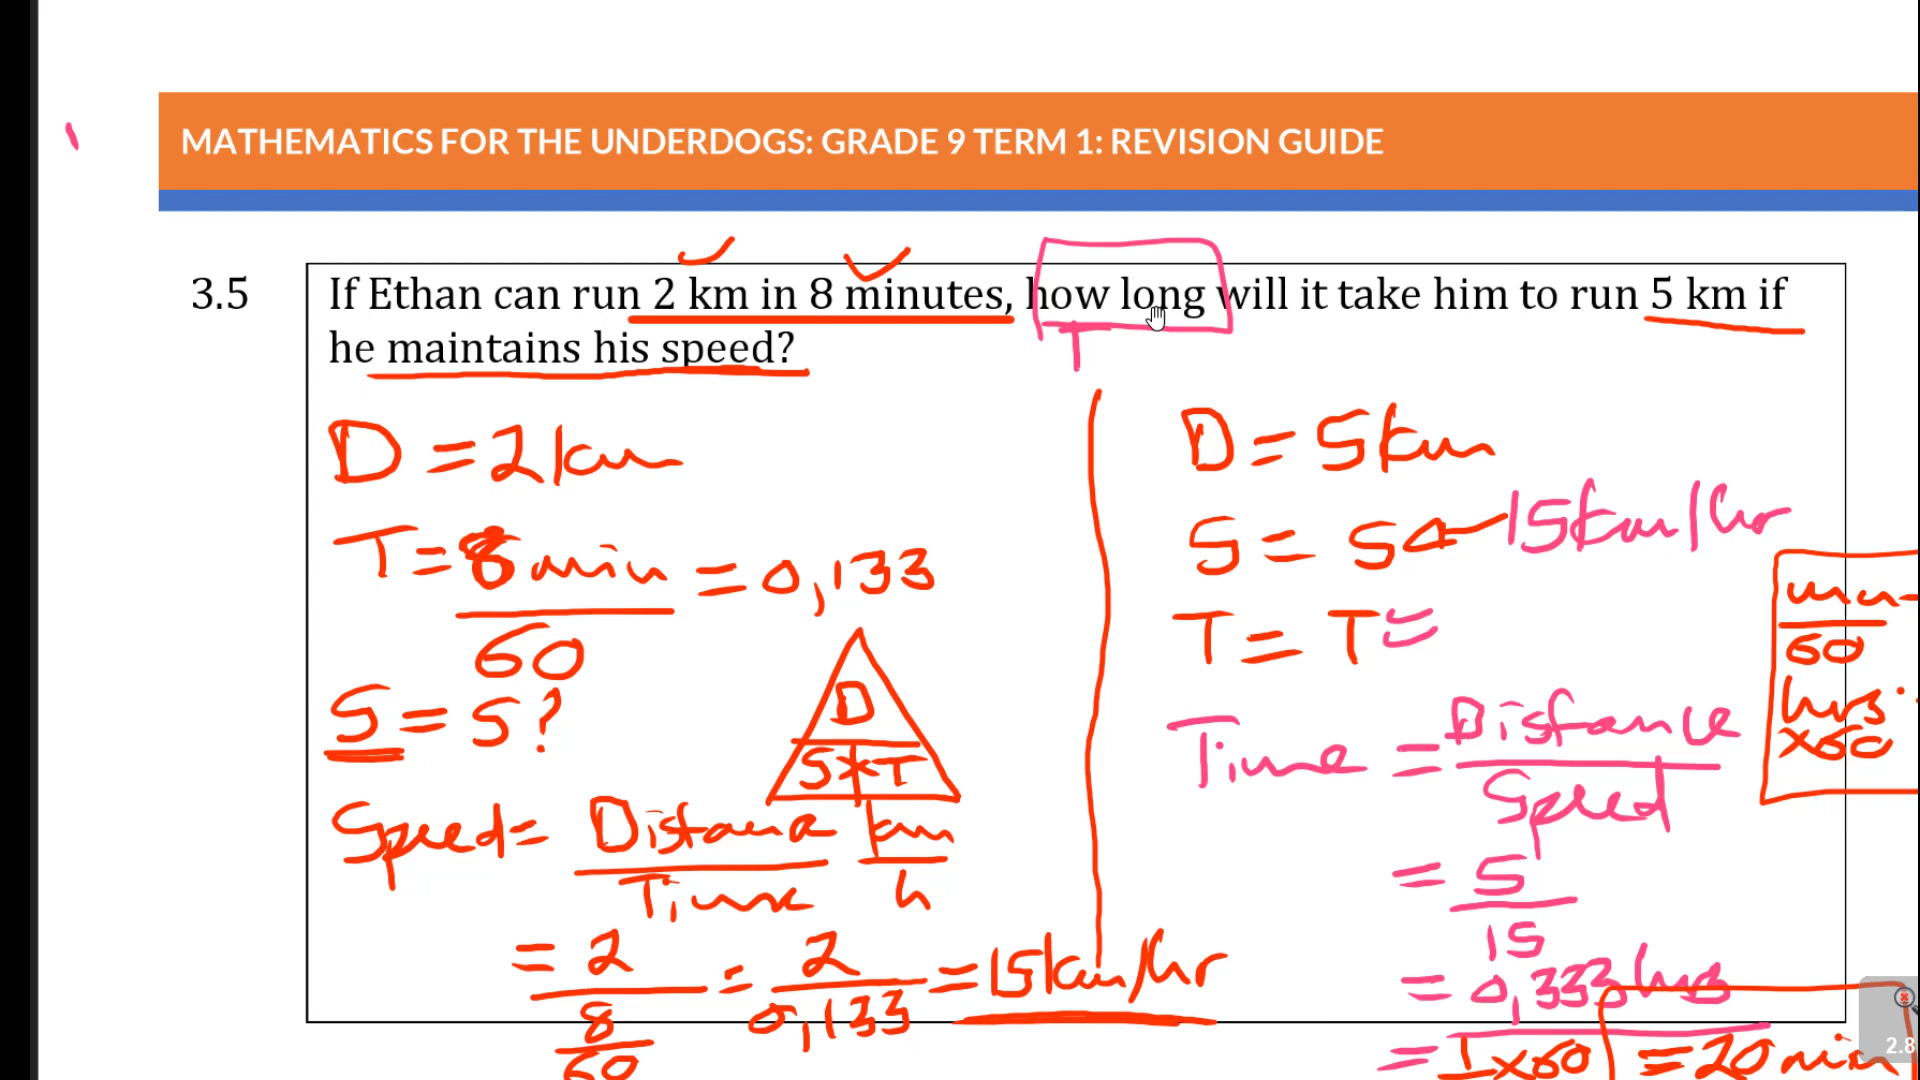 MATHEMATICS FOR THE UNDERDOGS: GRADE 9 TERM 1: REVISION GUIDE
3.5 If Ethan can run 2 km in 8 minutes, how long will it take him to run 5 km if
he maintains his speed?
T
D = 2km
T = 8 min = 0,133
60
S = S?
D
S * T
Speed = Distance km
Time h
= 2 = 2 = 15km/hr
8 0,133
60
D = 5km
S = S 15km/hr
T = T =
Time = Distance
Speed
= 5
15
= 0,333 hrs
= 1 x 60 = 20 min
min
60
hrs
x60
2.8